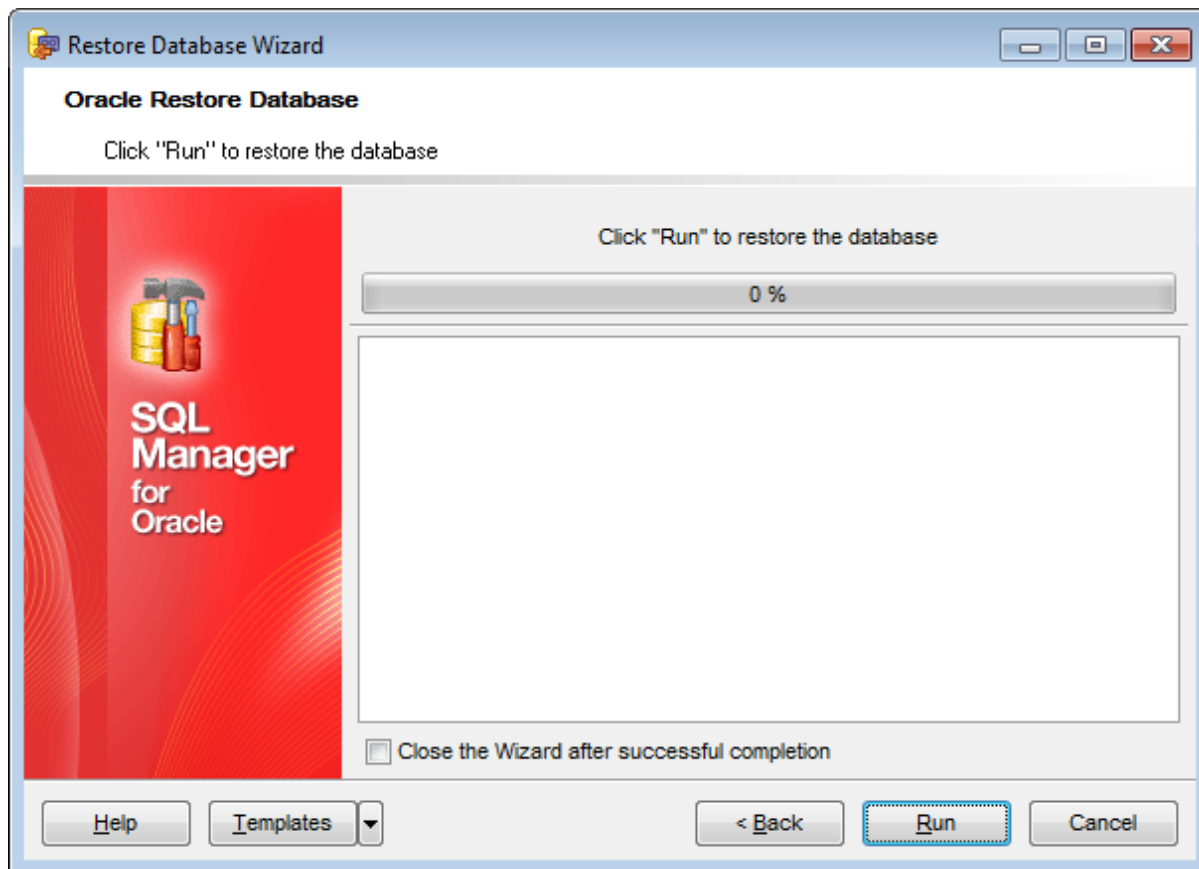 Restore Database Wizard
Oracle Restore Database
Click "Run" to restore the database
Click "Run" to restore the database
0 %
SQL
Manager
for
Oracle
Close the Wizard after successful completion
Help
Templates
< Back
Run
Cancel